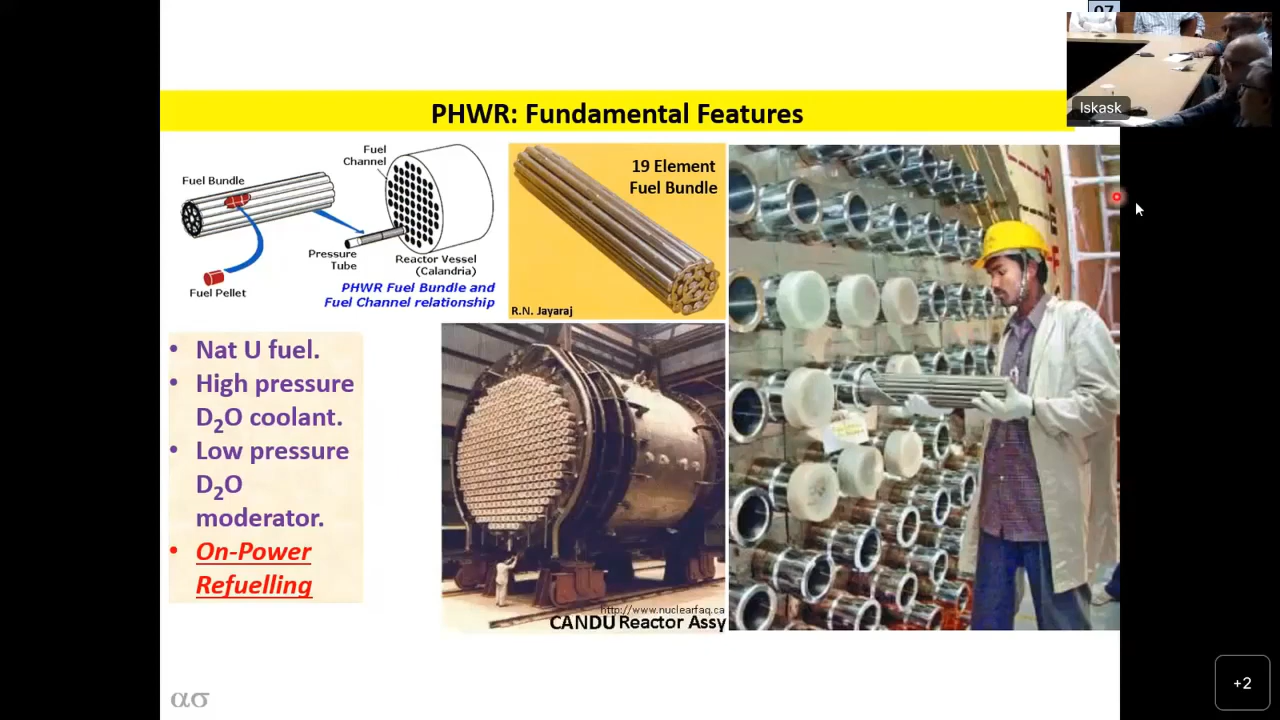 07
Iskask
PHWR: Fundamental Features
Fuel
Channel
Fuel Bundle
Pressure
Tube
Reactor Vessel
(Calandria)
Fuel Pellet
PHWR Fuel Bundle and
Fuel Channel relationship
19 Element
Fuel Bundle
R.N. Jayaraj
• Nat U fuel.
• High pressure
D₂O coolant.
• Low pressure
D₂O
moderator.
• On-Power
Refuelling
http://www.nuclearfaq.ca
CANDU Reactor Assy
ασ
+2